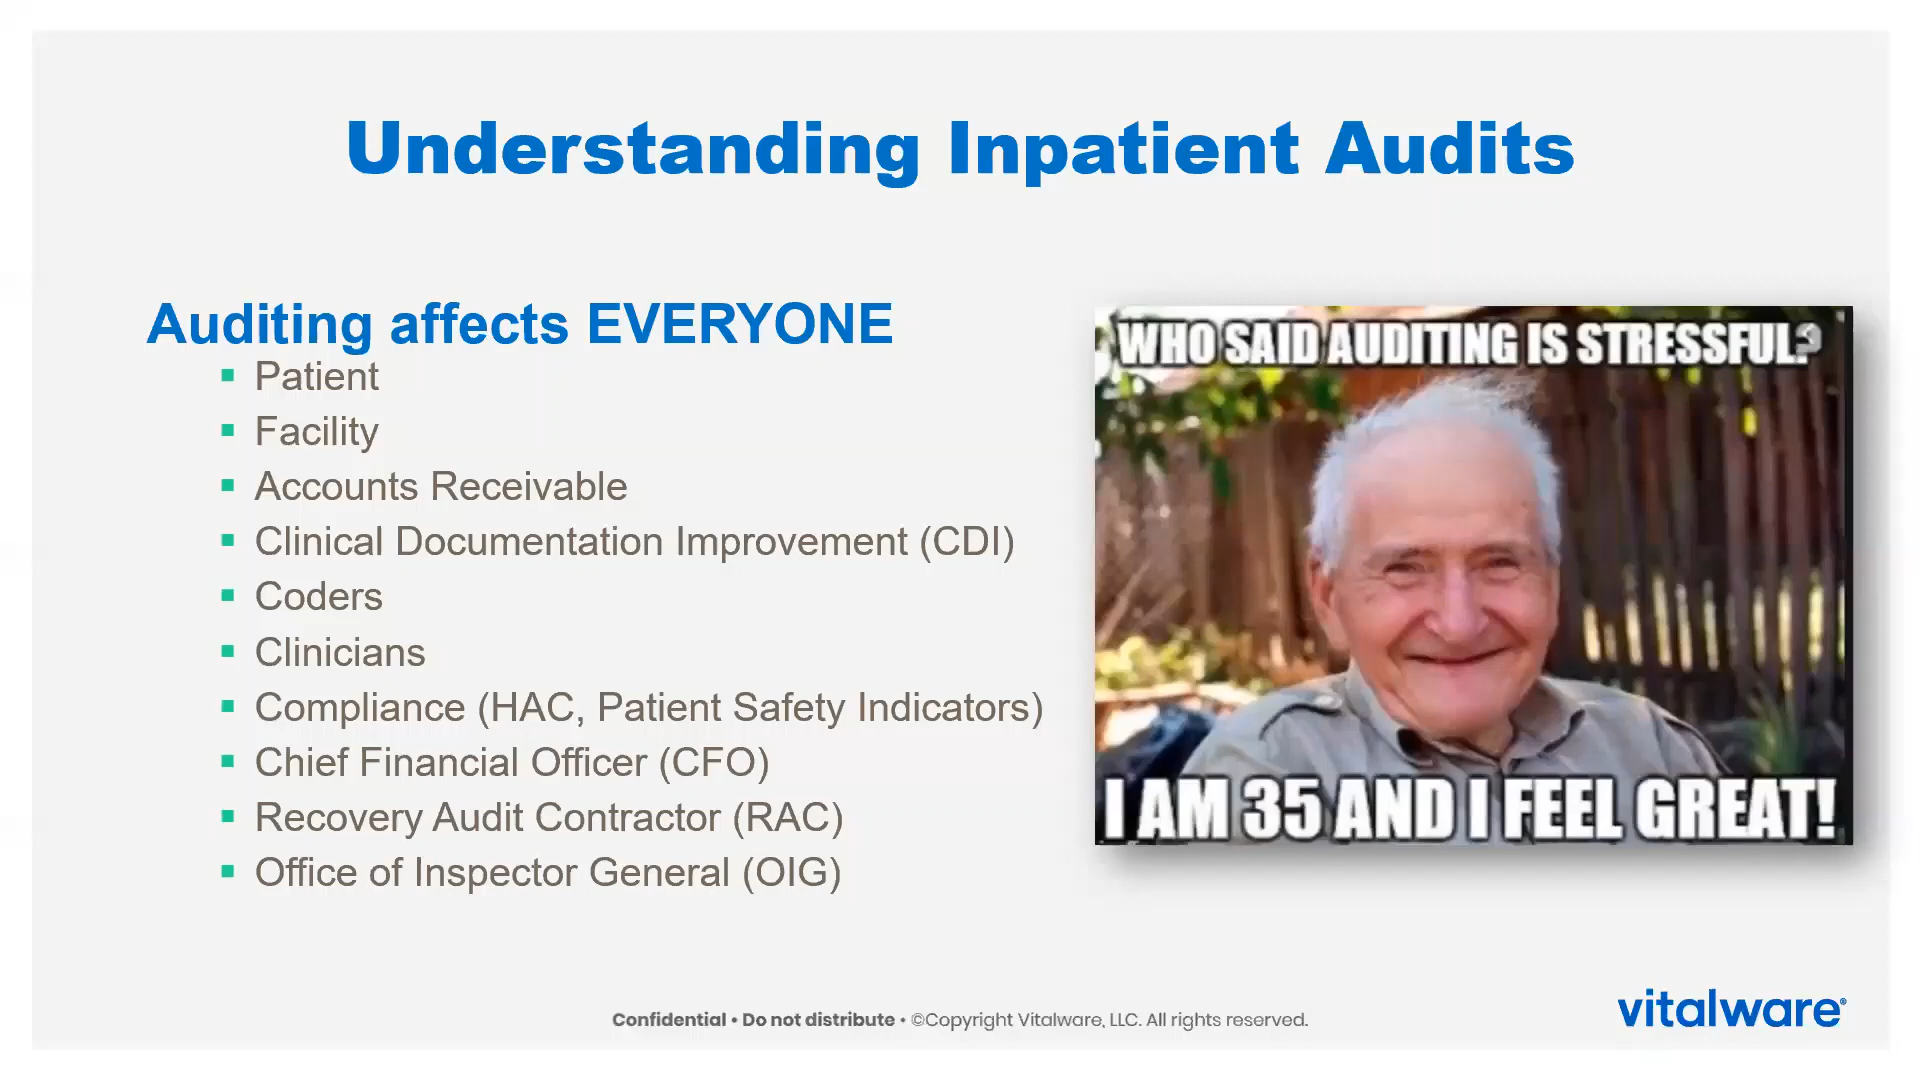 Understanding Inpatient Audits
Auditing affects EVERYONE
Patient
Facility
Accounts Receivable
Clinical Documentation Improvement (CDI)
Coders
Clinicians
Compliance (HAC, Patient Safety Indicators)
Chief Financial Officer (CFO)
Recovery Audit Contractor (RAC)
Office of Inspector General (OIG)
WHO SAID AUDITING IS STRESSFUL?
I AM 35 AND I FEEL GREAT!
Confidential • Do not distribute • ©Copyright Vitalware, LLC. All rights reserved.
vitalware®